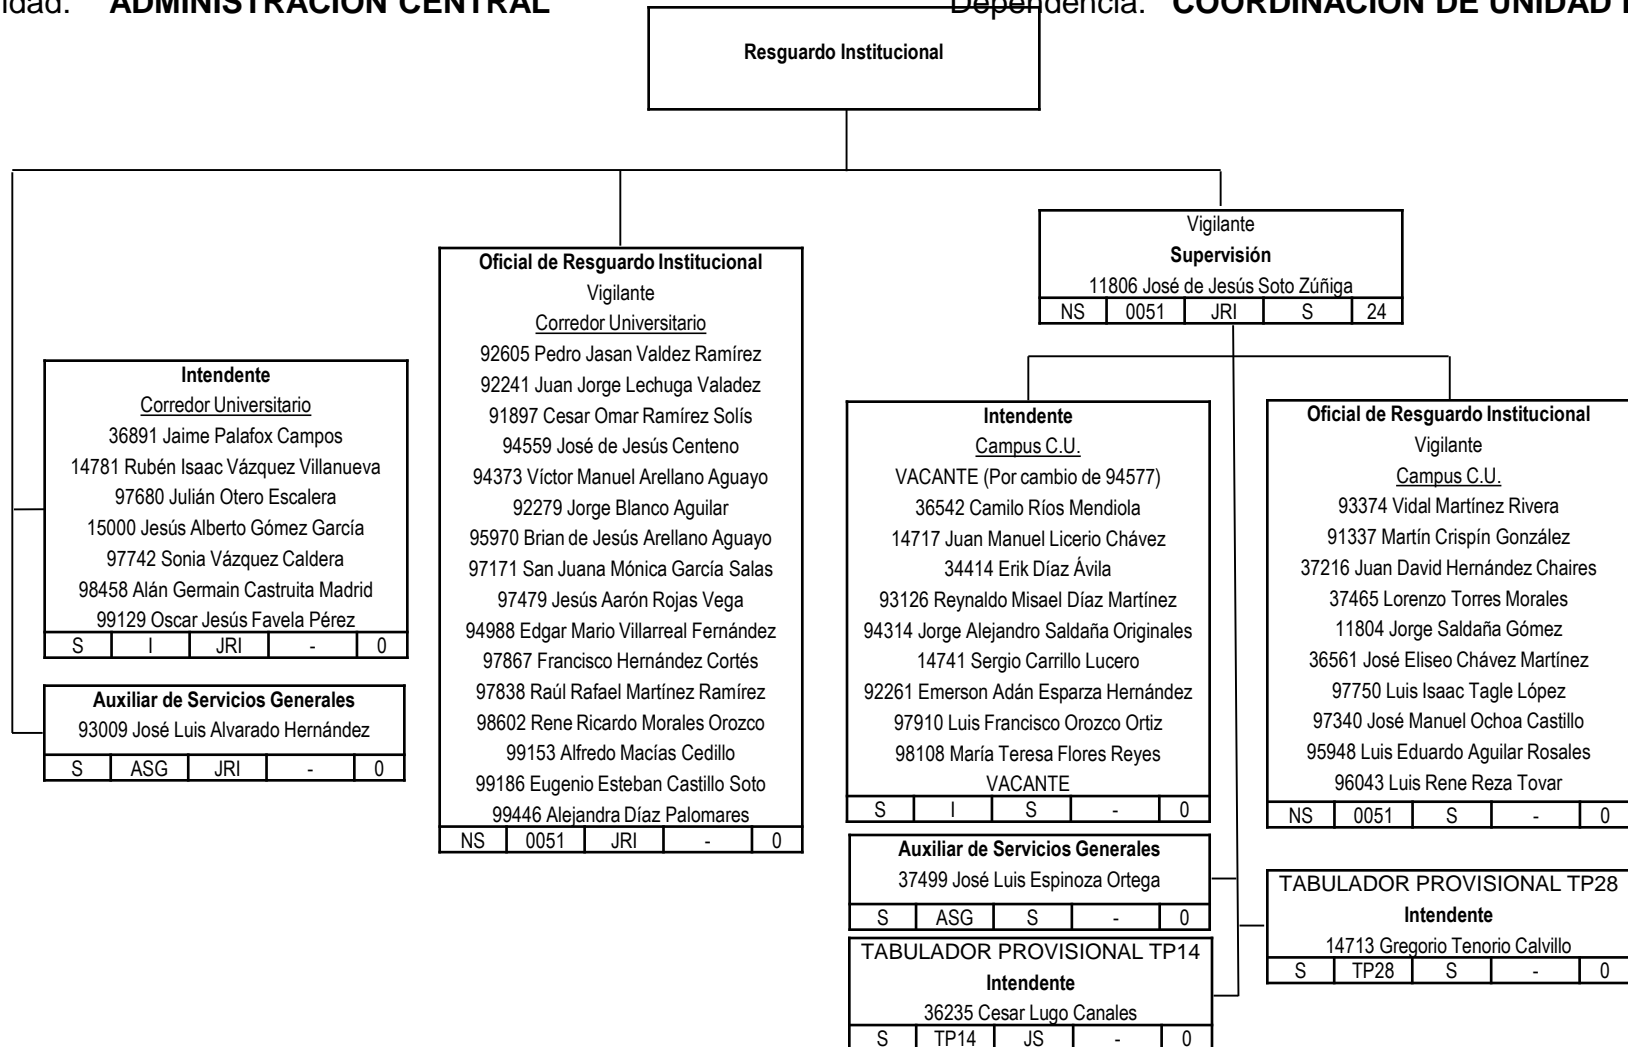 idad: ADMINISTRACIÓN CENTRAL
Dependencia: COORDINACIÓN DE UNIDAD
Resguardo Institucional
Intendente
Corredor Universitario
36891 Jaime Palafox Campos
14781 Rubén Isaac Vázquez Villanueva
97680 Julián Otero Escalera
15000 Jesús Alberto Gómez García
97742 Sonia Vázquez Caldera
98458 Alán Germain Castruita Madrid
99129 Oscar Jesús Favela Pérez
S I JRI - 0
Auxiliar de Servicios Generales
93009 José Luis Alvarado Hernández
S ASG JRI - 0
Oficial de Resguardo Institucional
Vigilante
Corredor Universitario
92605 Pedro Jasan Valdez Ramírez
92241 Juan Jorge Lechuga Valadez
91897 Cesar Omar Ramírez Solís
94559 José de Jesús Centeno
94373 Víctor Manuel Arellano Aguayo
92279 Jorge Blanco Aguilar
95970 Brian de Jesús Arellano Aguayo
97171 San Juana Mónica García Salas
97479 Jesús Aarón Rojas Vega
94988 Edgar Mario Villarreal Fernández
97867 Francisco Hernández Cortés
97838 Raúl Rafael Martínez Ramírez
98602 Rene Ricardo Morales Orozco
99153 Alfredo Macías Cedillo
99186 Eugenio Esteban Castillo Soto
99446 Alejandra Díaz Palomares
NS 0051 JRI - 0
Vigilante
Supervisión
11806 José de Jesús Soto Zúñiga
NS 0051 JRI S 24
Intendente
Campus C.U.
VACANTE (Por cambio de 94577)
36542 Camilo Ríos Mendiola
14717 Juan Manuel Licerio Chávez
34414 Erik Díaz Ávila
93126 Reynaldo Misael Díaz Martínez
94314 Jorge Alejandro Saldaña Originales
14741 Sergio Carrillo Lucero
92261 Emerson Adán Esparza Hernández
97910 Luis Francisco Orozco Ortiz
98108 María Teresa Flores Reyes
VACANTE
S I S - 0
Auxiliar de Servicios Generales
37499 José Luis Espinoza Ortega
S ASG S - 0
TABULADOR PROVISIONAL TP14
Intendente
36235 Cesar Lugo Canales
S TP14 JS - 0
Oficial de Resguardo Institucional
Vigilante
Campus C.U.
93374 Vidal Martínez Rivera
91337 Martín Crispín González
37216 Juan David Hernández Chaires
37465 Lorenzo Torres Morales
11804 Jorge Saldaña Gómez
36561 José Eliseo Chávez Martínez
97750 Luis Isaac Tagle López
97340 José Manuel Ochoa Castillo
95948 Luis Eduardo Aguilar Rosales
96043 Luis Rene Reza Tovar
NS 0051 S - 0
TABULADOR PROVISIONAL TP28
Intendente
14713 Gregorio Tenorio Calvillo
S TP28 S - 0